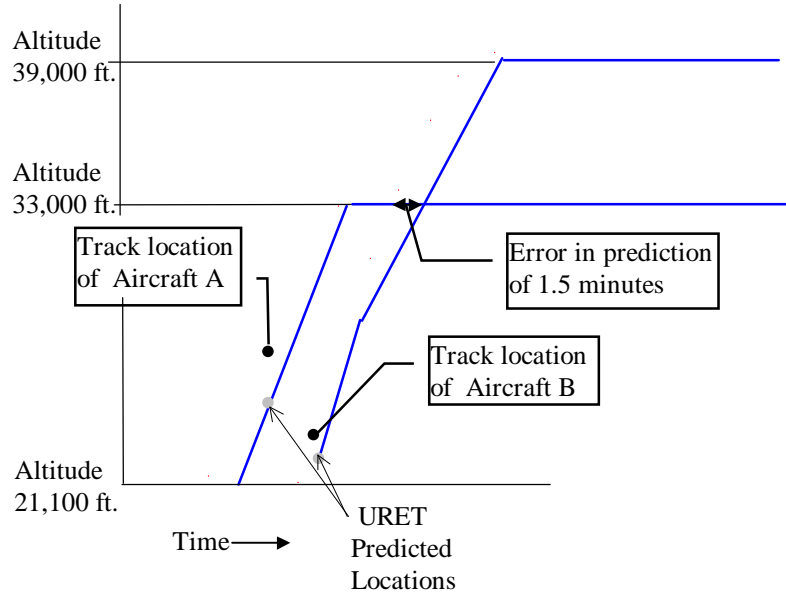 Altitude
39,000 ft.
Altitude
33,000 ft.
Track location
of Aircraft A
Error in prediction
of 1.5 minutes
Track location
of Aircraft B
Altitude
21,100 ft.
URET
Predicted
Locations
Time